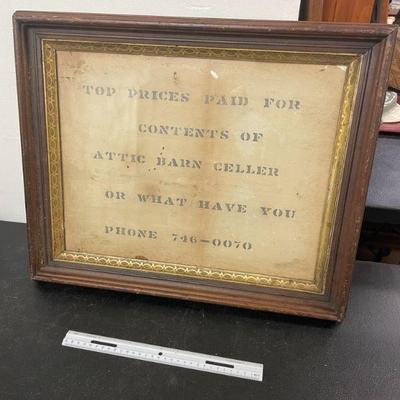 TOP PRICES PAID FOR
CONTENTS OF
ATTIC BARN CELLER
OR WHAT HAVE YOU
PHONE 746-0070